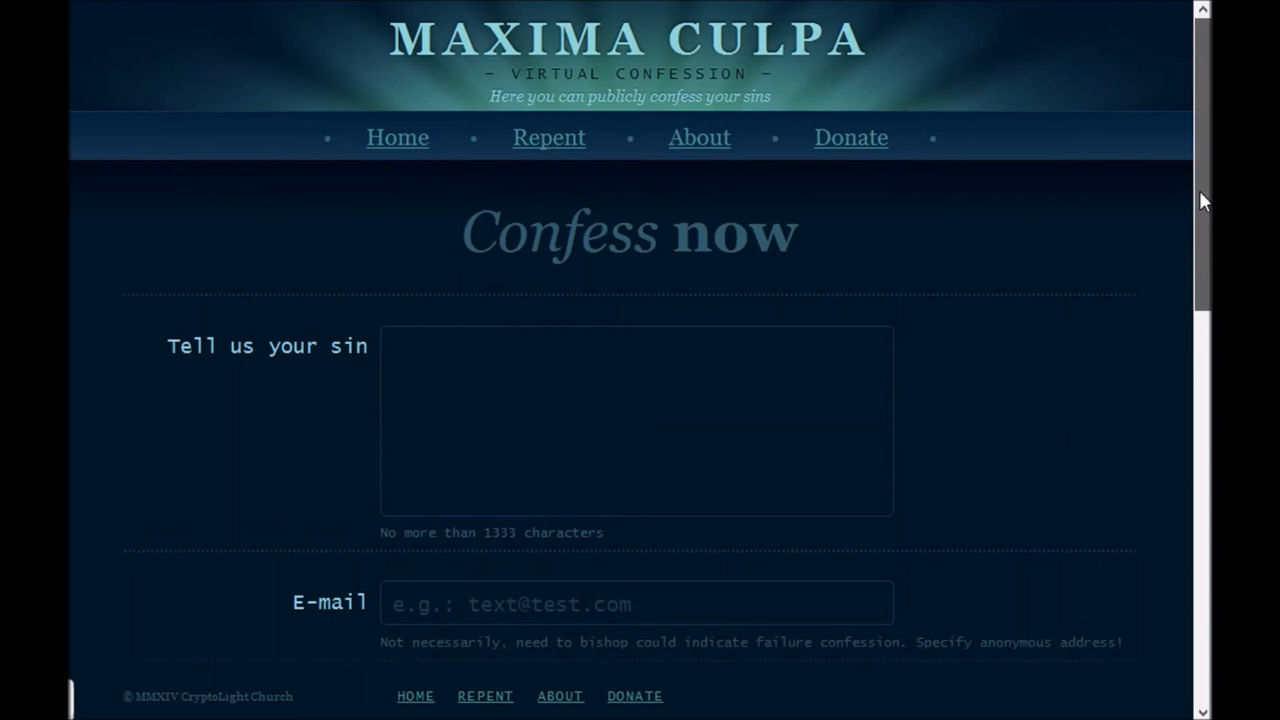 MAXIMA CULPA
- VIRTUAL CONFESSION -
Here you can publicly confess your sins
• Home • Repent • About • Donate •
Confess now
Tell us your sin
No more than 1333 characters
E-mail
e.g.: text@test.com
Not necessarily, need to bishop could indicate failure confession. Specify anonymous address!
© MMXIV CryptoLight Church
HOME REPENT ABOUT DONATE